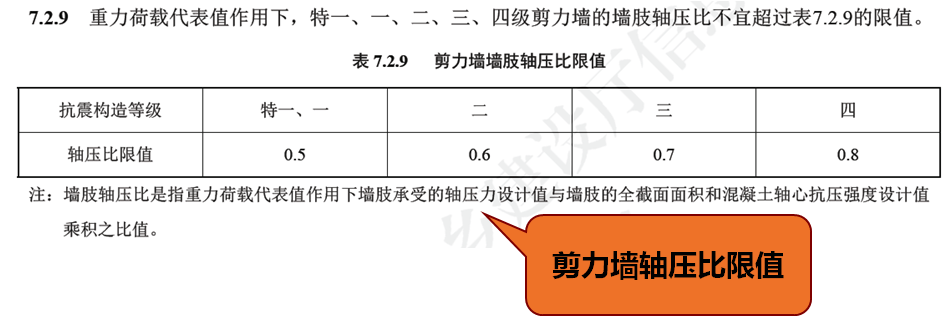 7.2.9 重力荷载代表值作用下，特一、一、二、三、四级剪力墙的墙肢轴压比不宜超过表7.2.9的限值。
表 7.2.9 剪力墙墙肢轴压比限值
抗震构造等级 特一、一 二 三 四
轴压比限值 0.5 0.6 0.7 0.8
注：墙肢轴压比是指重力荷载代表值作用下墙肢承受的轴压力设计值与墙肢的全截面面积和混凝土轴心抗压强度设计值
乘积之比值。
剪力墙轴压比限值
建设厅信